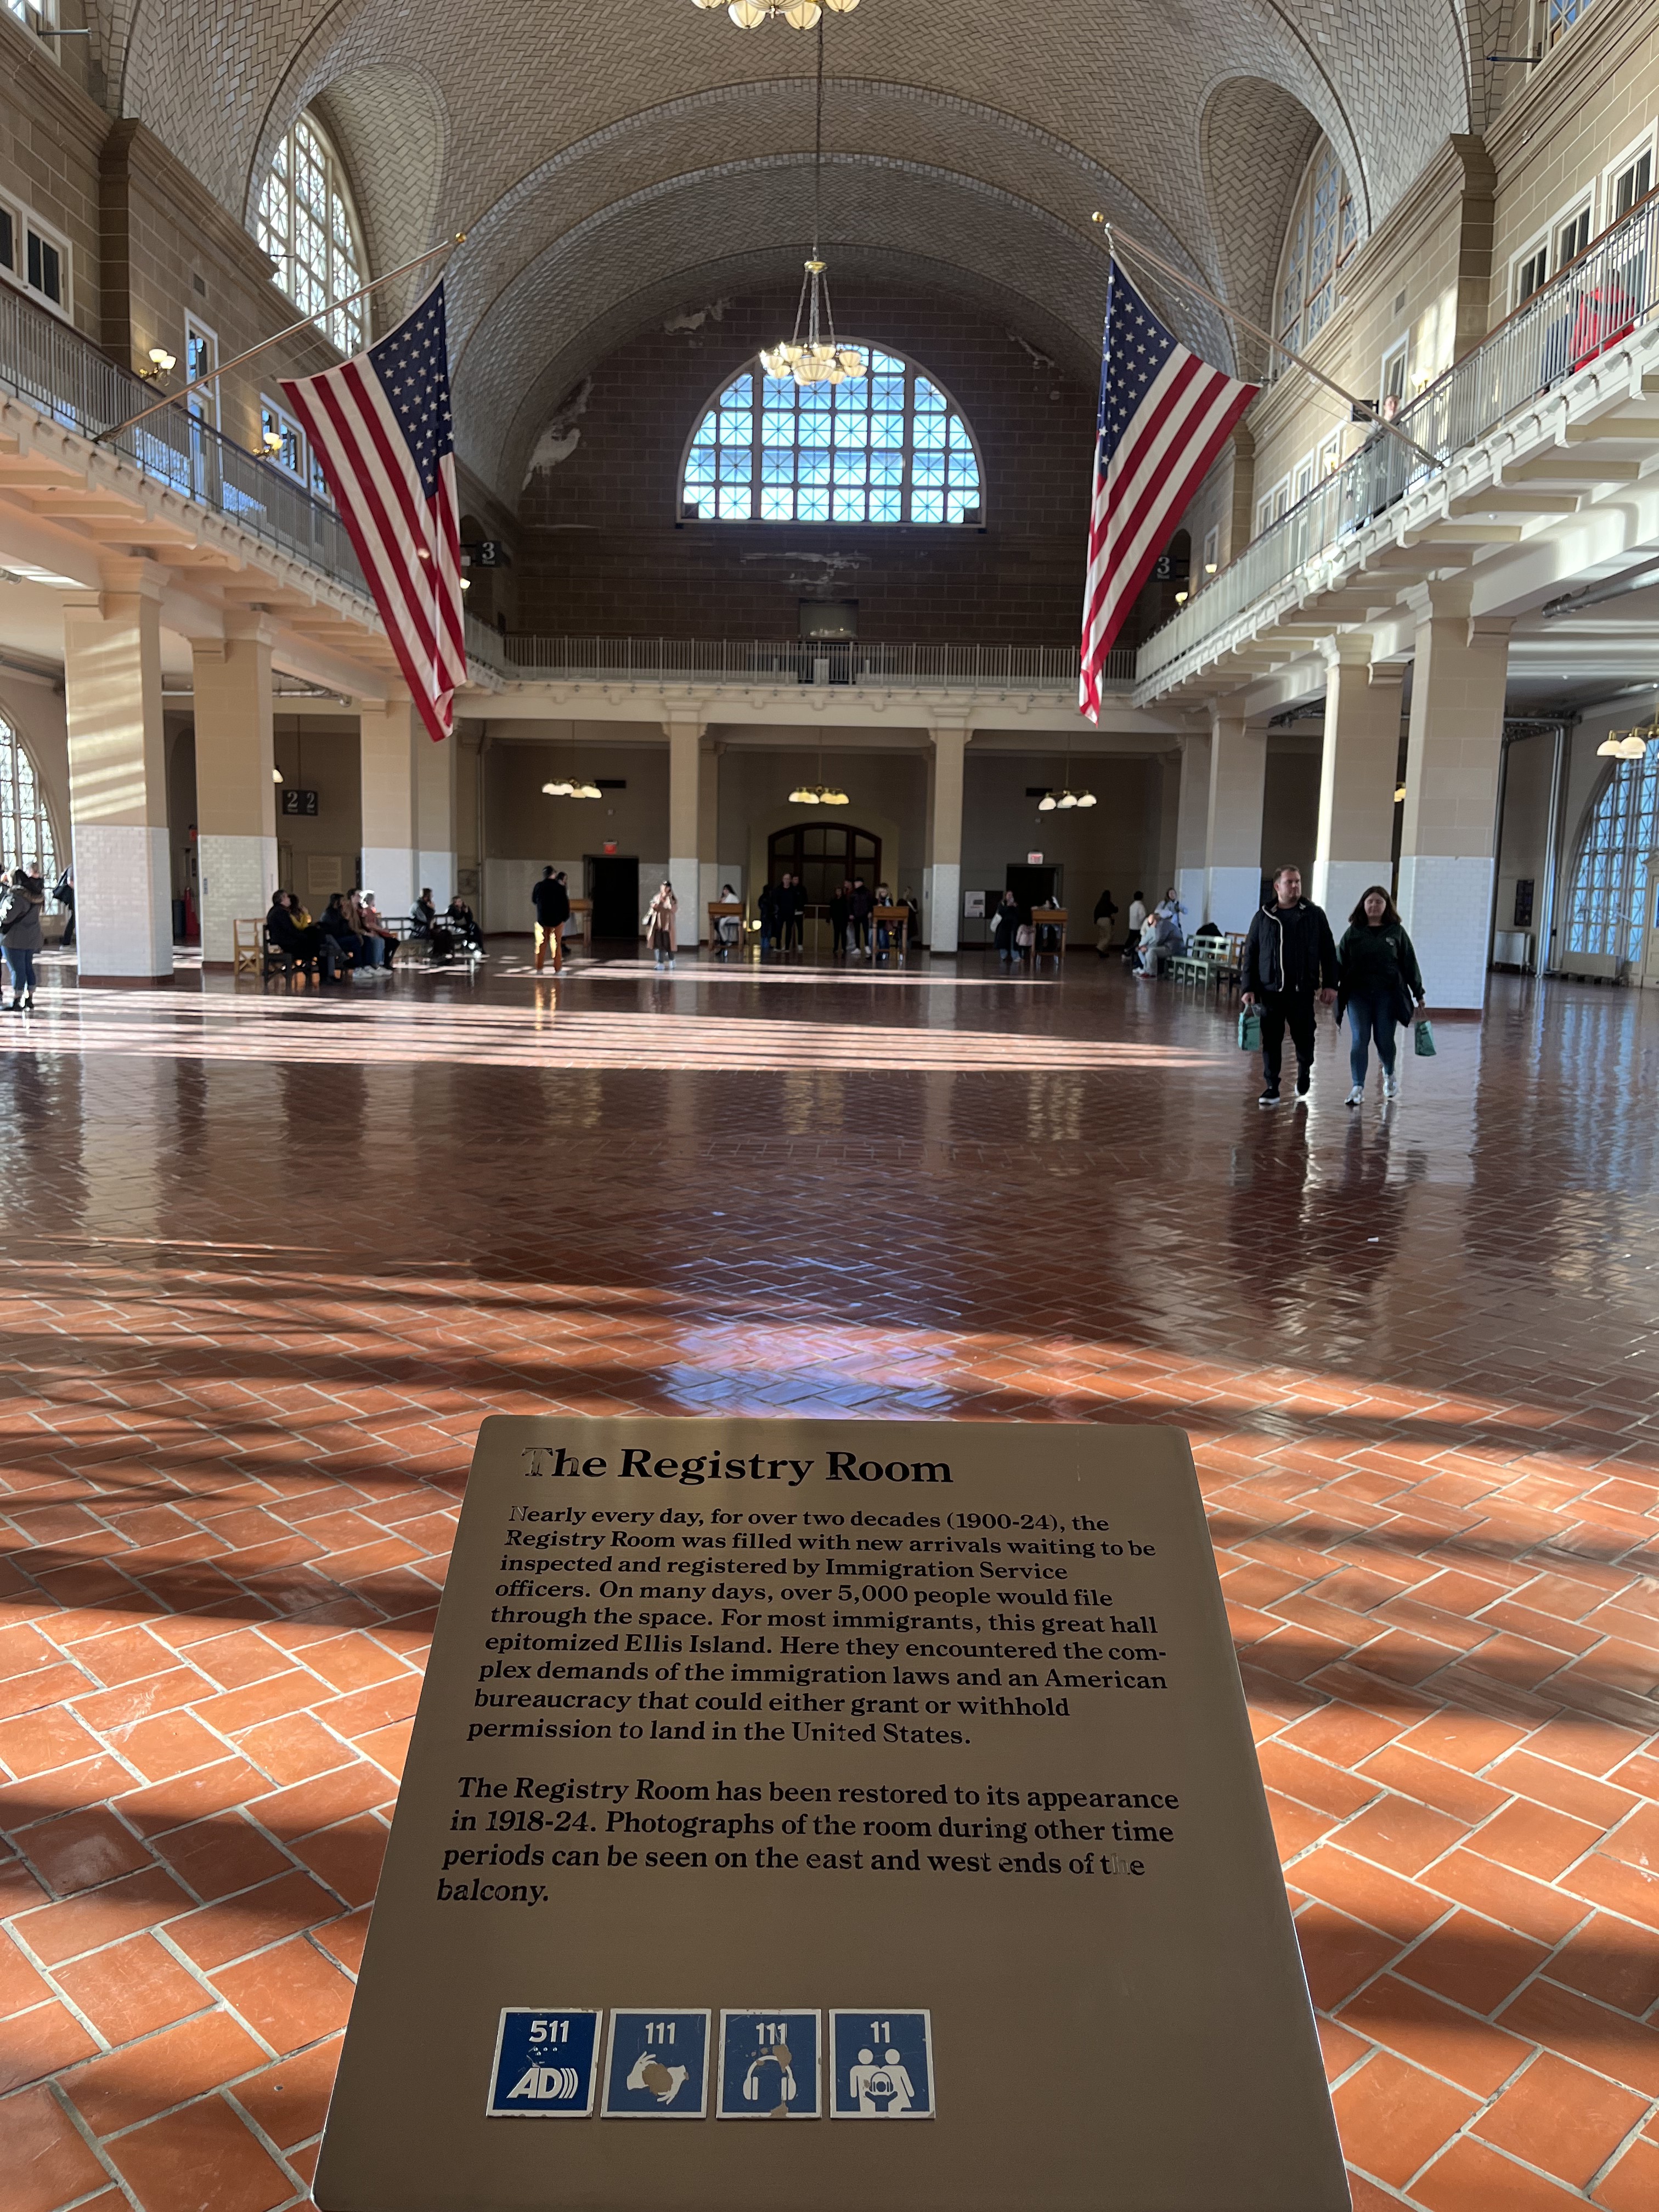 3
3
2 2
The Registry Room
Nearly every day, for over two decades (1900-24), the
Registry Room was filled with new arrivals waiting to be
inspected and registered by Immigration Service
officers. On many days, over 5,000 people would file
through the space. For most immigrants, this great hall
epitomized Ellis Island. Here they encountered the com-
plex demands of the immigration laws and an American
bureaucracy that could either grant or withhold
permission to land in the United States.
The Registry Room has been restored to its appearance
in 1918-24. Photographs of the room during other time
periods can be seen on the east and west ends of the
balcony.
511 111 111 11
AD